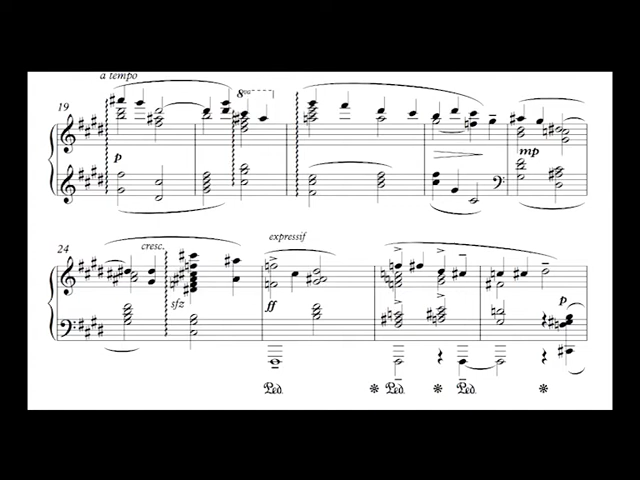 a tempo
8va
19
p
mp
24
cresc.
expressif
sfz
ff
p
Ped.
Ped.
Ped.